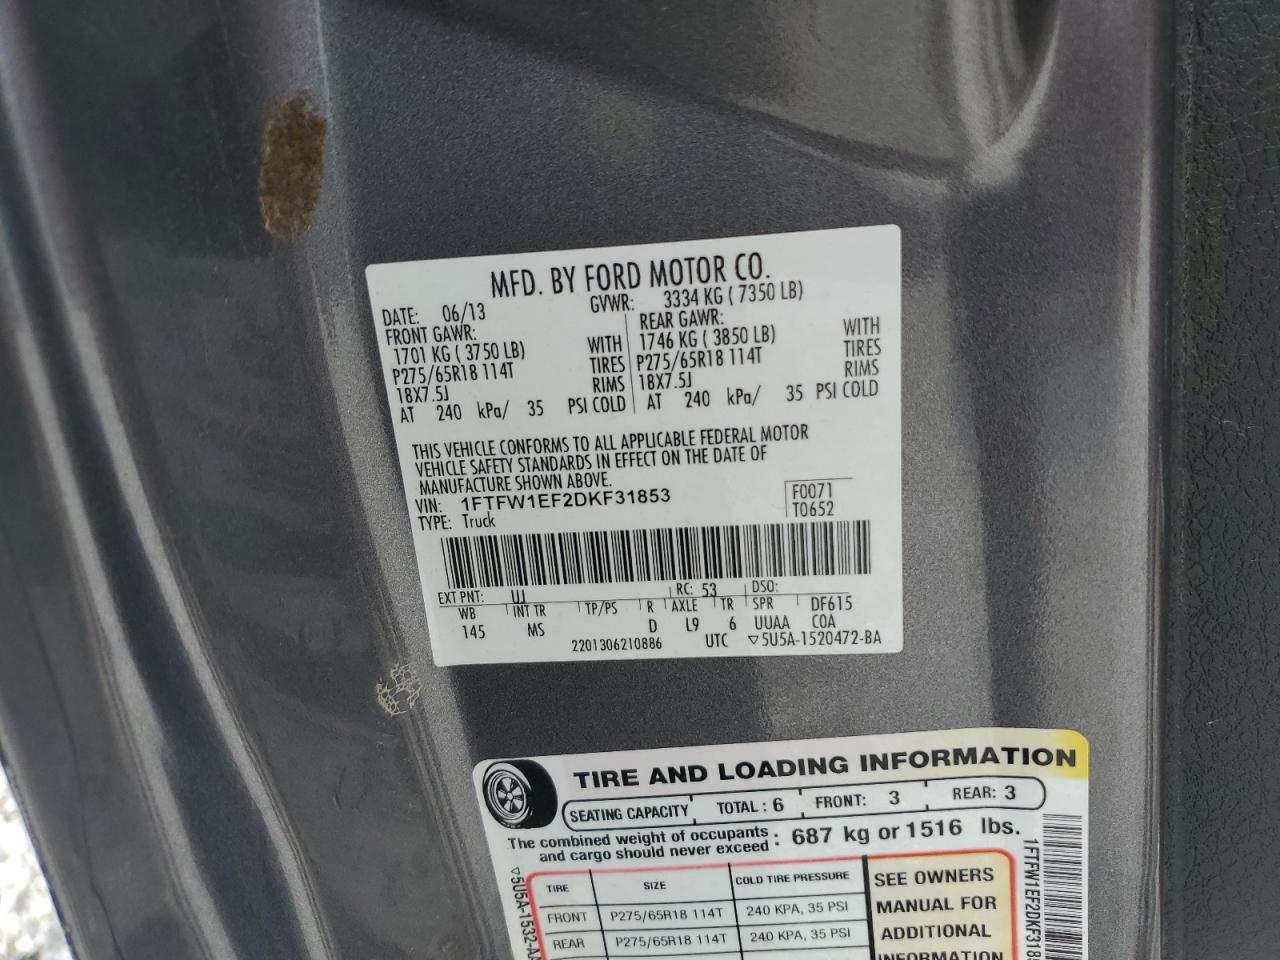 MFD. BY FORD MOTOR CO.
DATE: 06/13 GVWR: 3334 KG ( 7350 LB)
FRONT GAWR: REAR GAWR:
1701 KG ( 3750 LB) WITH 1746 KG ( 3850 LB) WITH
P275/65R18 114T TIRES P275/65R18 114T TIRES
18X7.5J RIMS 18X7.5J RIMS
AT 240 kPa/ 35 PSI COLD AT 240 kPa/ 35 PSI COLD
THIS VEHICLE CONFORMS TO ALL APPLICABLE FEDERAL MOTOR
VEHICLE SAFETY STANDARDS IN EFFECT ON THE DATE OF
MANUFACTURE SHOWN ABOVE.
VIN: 1FTFW1EF2DKF31853 F0071
TYPE: Truck T0652
EXT PNT: UJ RC: 53 DSO:
WB INT TR TP/PS R AXLE TR SPR DF615
145 MS D L9 6 UUAA COA
2201306210886 UTC ▽5U5A-1520472-BA
TIRE AND LOADING INFORMATION
SEATING CAPACITY TOTAL: 6 FRONT: 3 REAR: 3
The combined weight of occupants
and cargo should never exceed : 687 kg or 1516 lbs.
TIRE SIZE COLD TIRE PRESSURE
FRONT P275/65R18 114T 240 KPA, 35 PSI
REAR P275/65R18 114T 240 KPA, 35 PSI
SEE OWNERS
MANUAL FOR
ADDITIONAL
INFORMATION
▽5U5A-1532-A
1FTFW1EF2DKF318